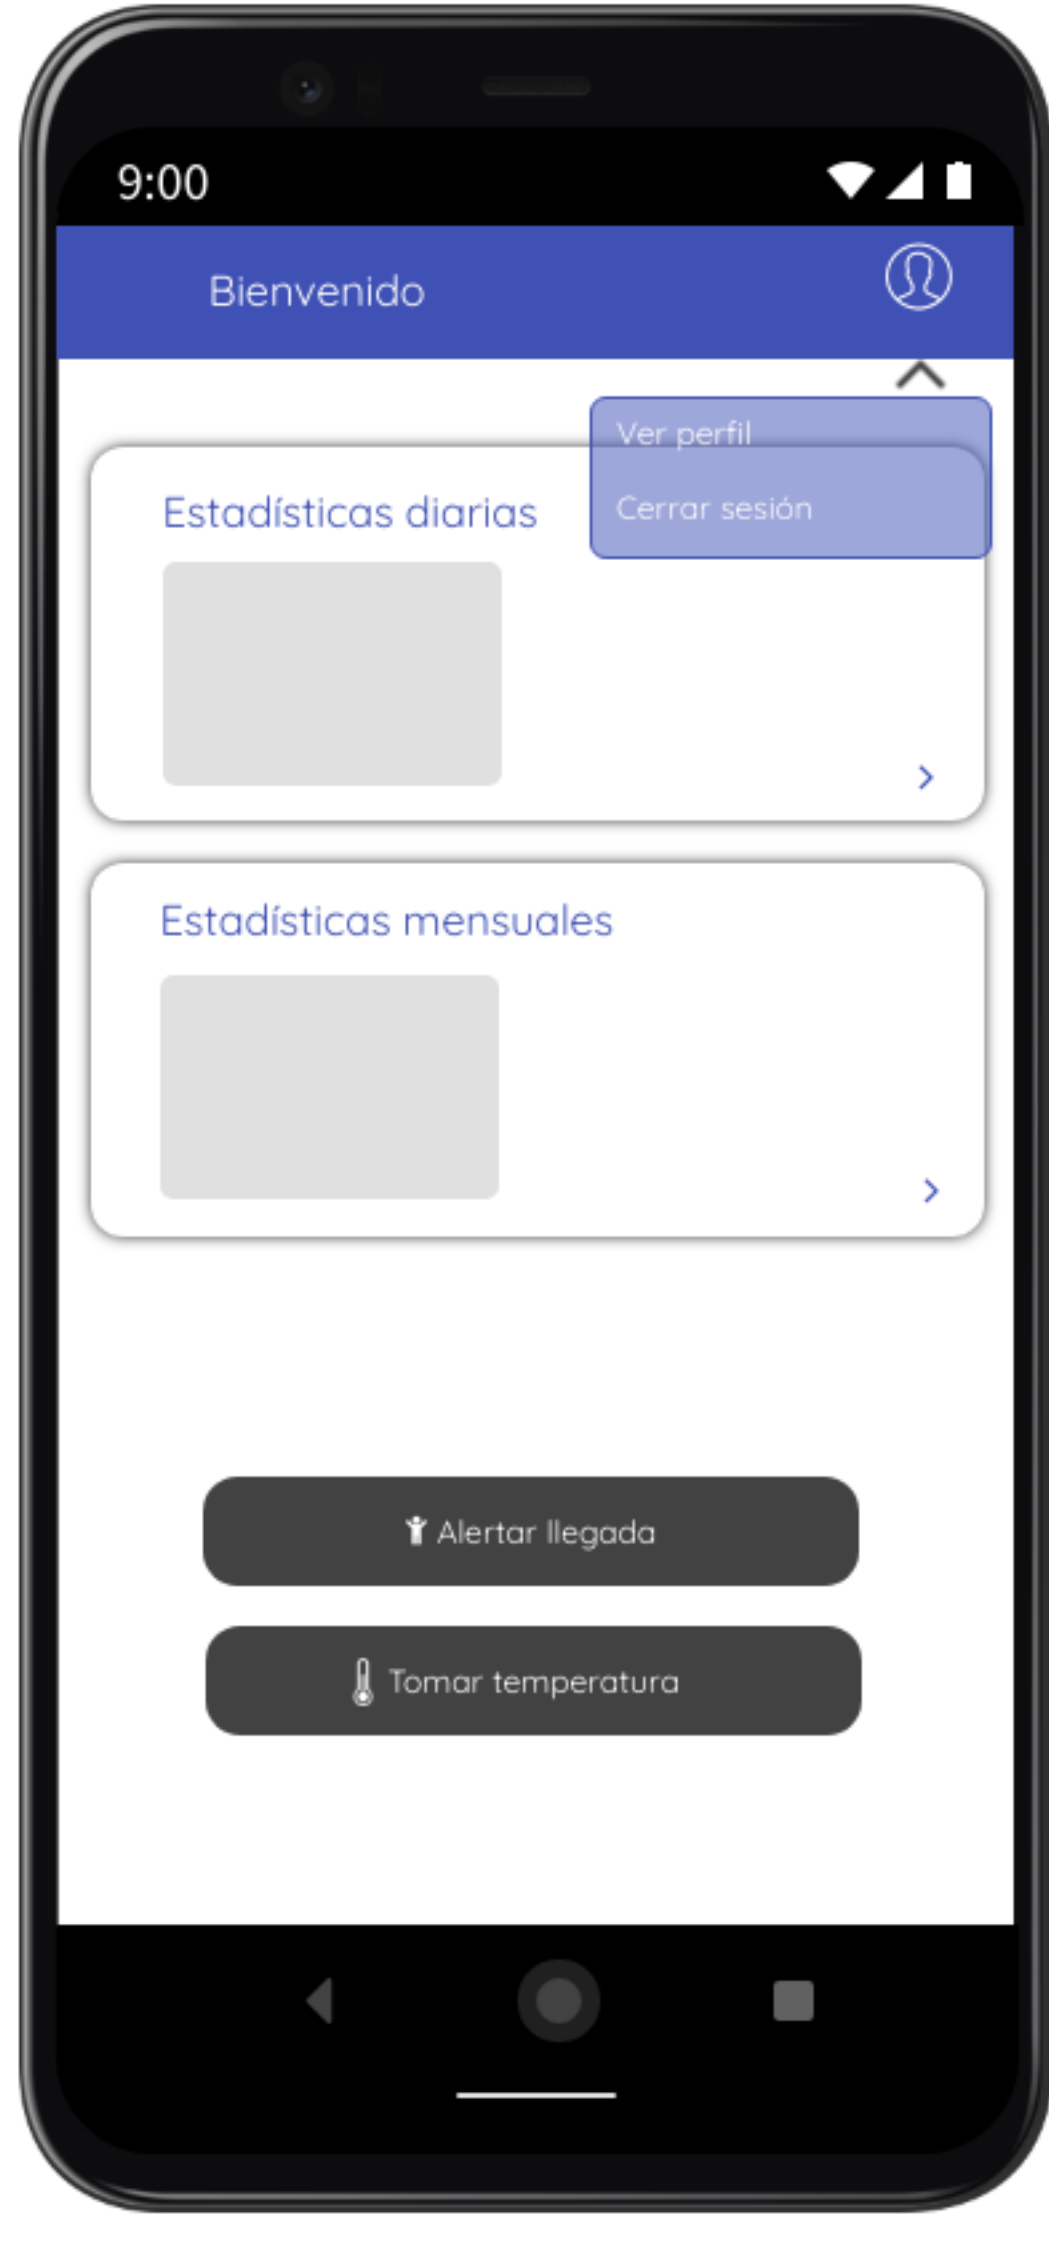 9:00
Bienvenido
Ver perfil
Cerrar sesión
Estadísticas diarias
Estadísticas mensuales
Alertar llegada
Tomar temperatura